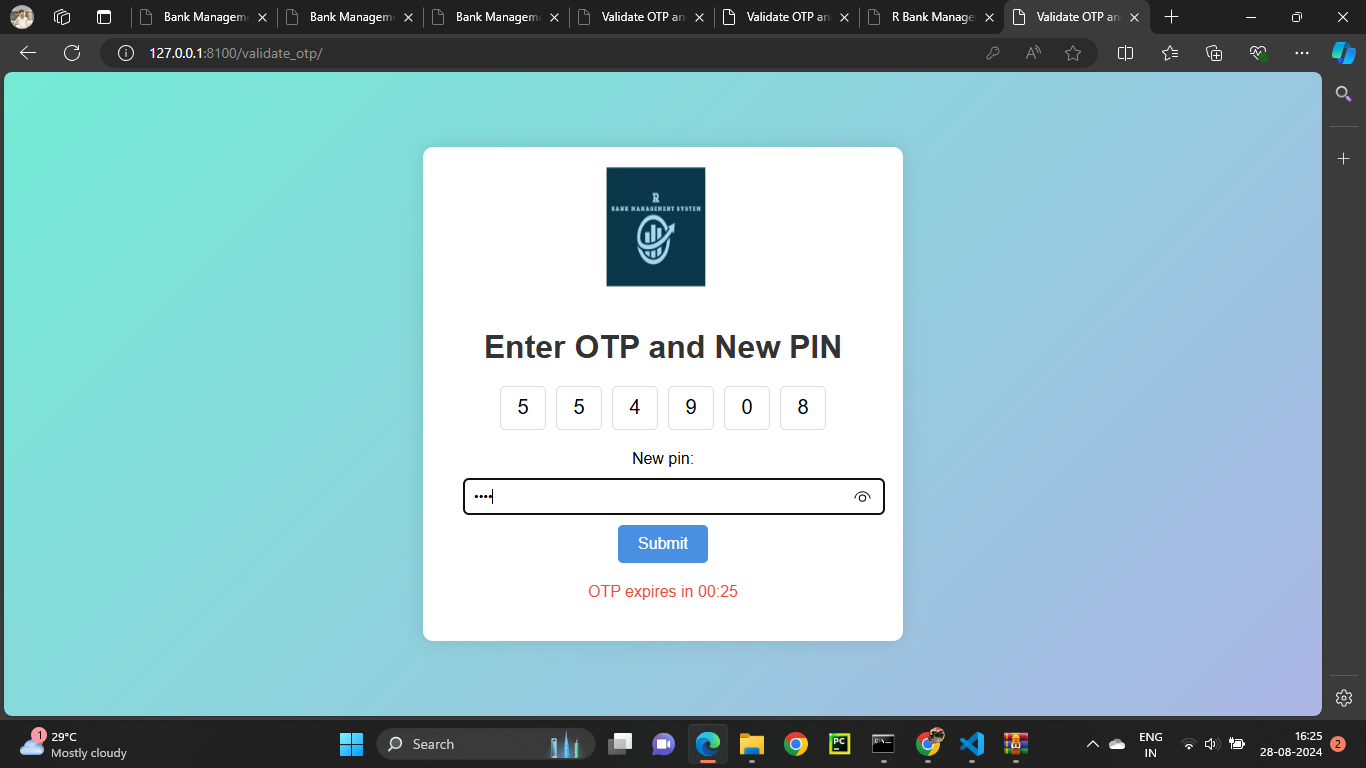 Bank Managem
Bank Managem
Bank Managem
Validate OTP an
Validate OTP an
R Bank Manage
Validate OTP an
127.0.0.1:8100/validate_otp/
R
BANK MANAGEMENT SYSTEM
Enter OTP and New PIN
5 5 4 9 0 8
New pin:
••••
Submit
OTP expires in 00:25
1
29°C
Mostly cloudy
Search
PC
ENG
IN
16:25
28-08-2024
2